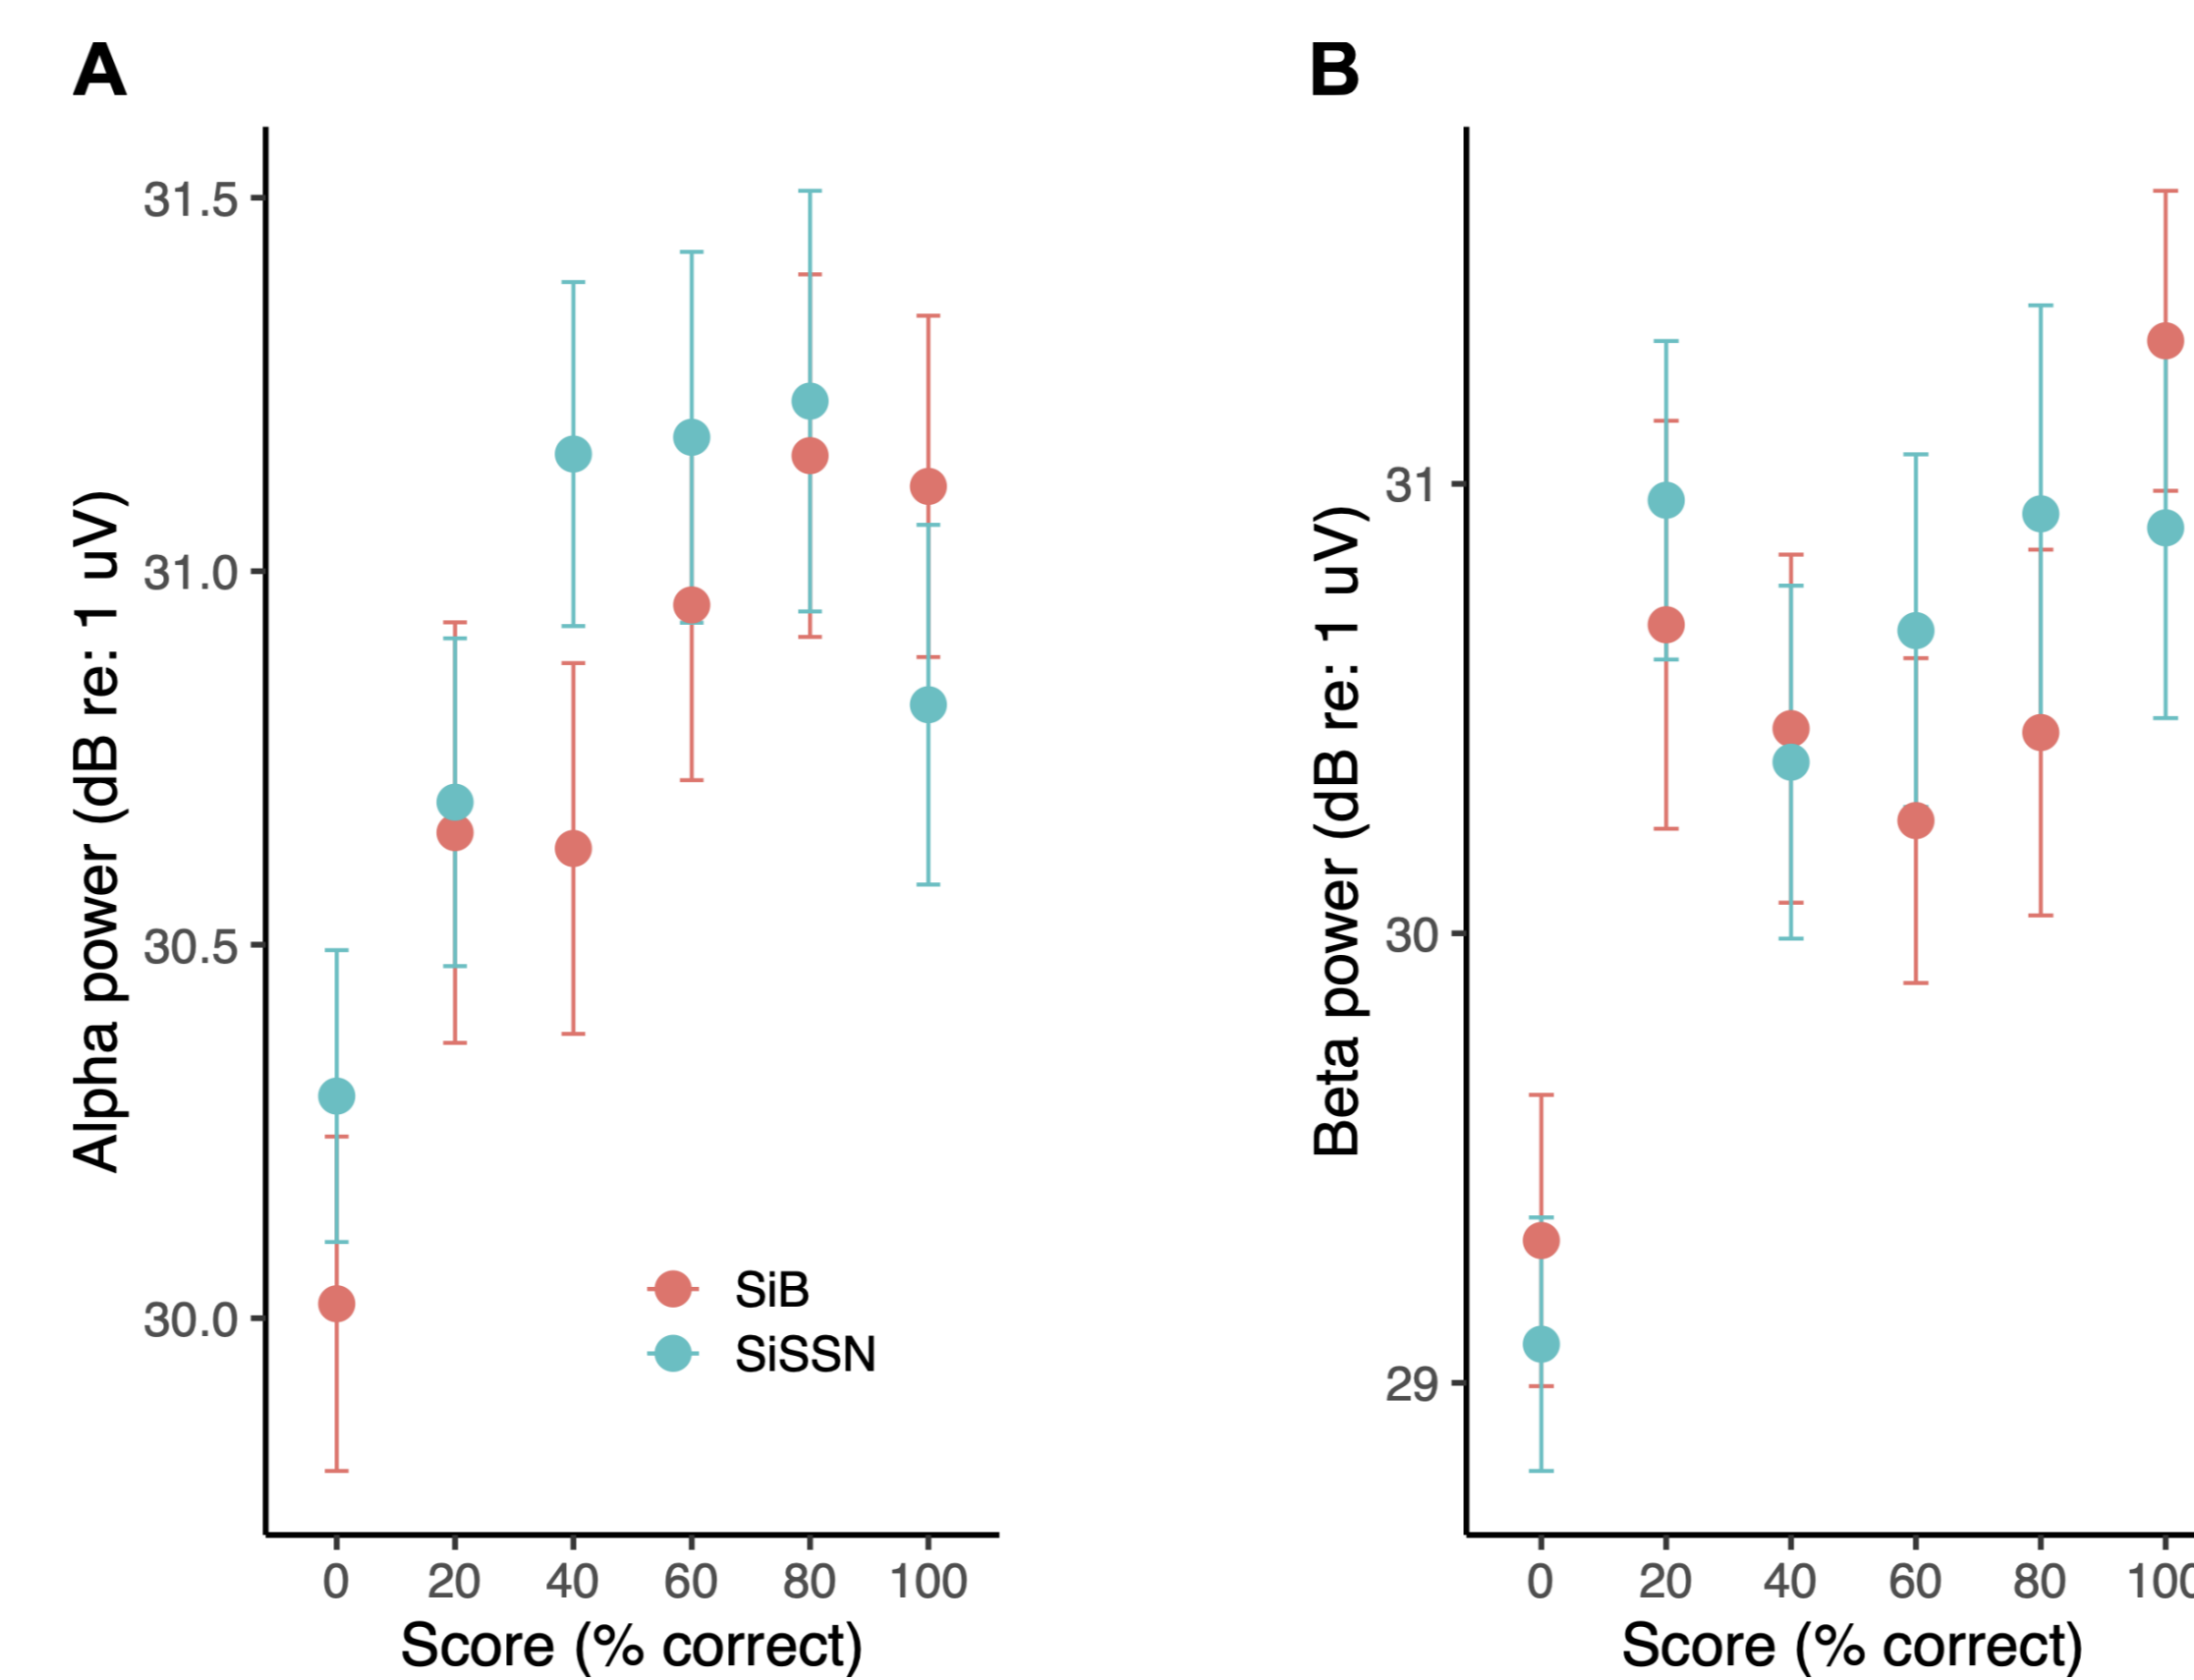 A
B
Alpha power (dB re: 1 uV)
31.5
31.0
30.5
30.0
SiB
SiSSN
0 20 40 60 80 100
Score (% correct)
Beta power (dB re: 1 uV)
31
30
29
0 20 40 60 80 100
Score (% correct)